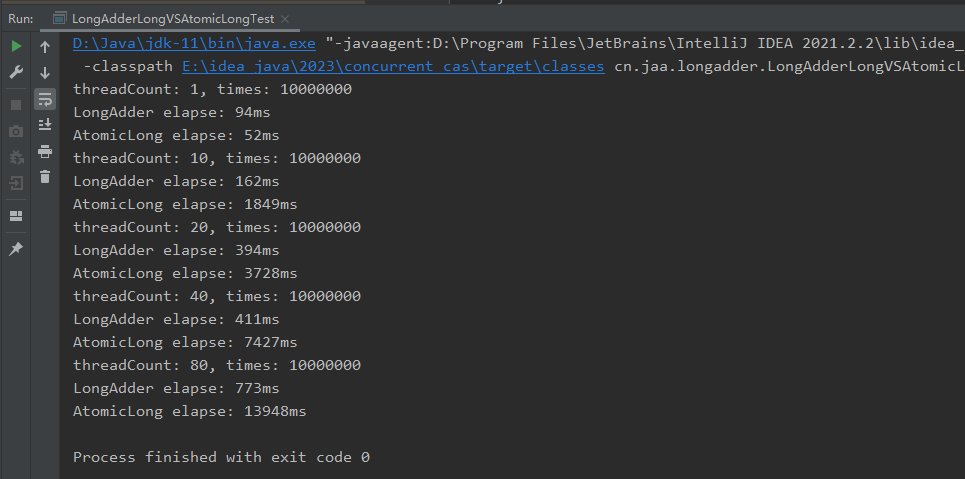 Run: LongAdderLongVSAtomicLongTest
D:\Java\jdk-11\bin\java.exe "-javaagent:D:\Program Files\JetBrains\IntelliJ IDEA 2021.2.2\lib\idea_
-classpath E:\idea_java\2023\concurrent_cas\target\classes cn.jaa.longadder.LongAdderLongVSAtomicL
threadCount: 1, times: 10000000
LongAdder elapse: 94ms
AtomicLong elapse: 52ms
threadCount: 10, times: 10000000
LongAdder elapse: 162ms
AtomicLong elapse: 1849ms
threadCount: 20, times: 10000000
LongAdder elapse: 394ms
AtomicLong elapse: 3728ms
threadCount: 40, times: 10000000
LongAdder elapse: 411ms
AtomicLong elapse: 7427ms
threadCount: 80, times: 10000000
LongAdder elapse: 773ms
AtomicLong elapse: 13948ms
Process finished with exit code 0